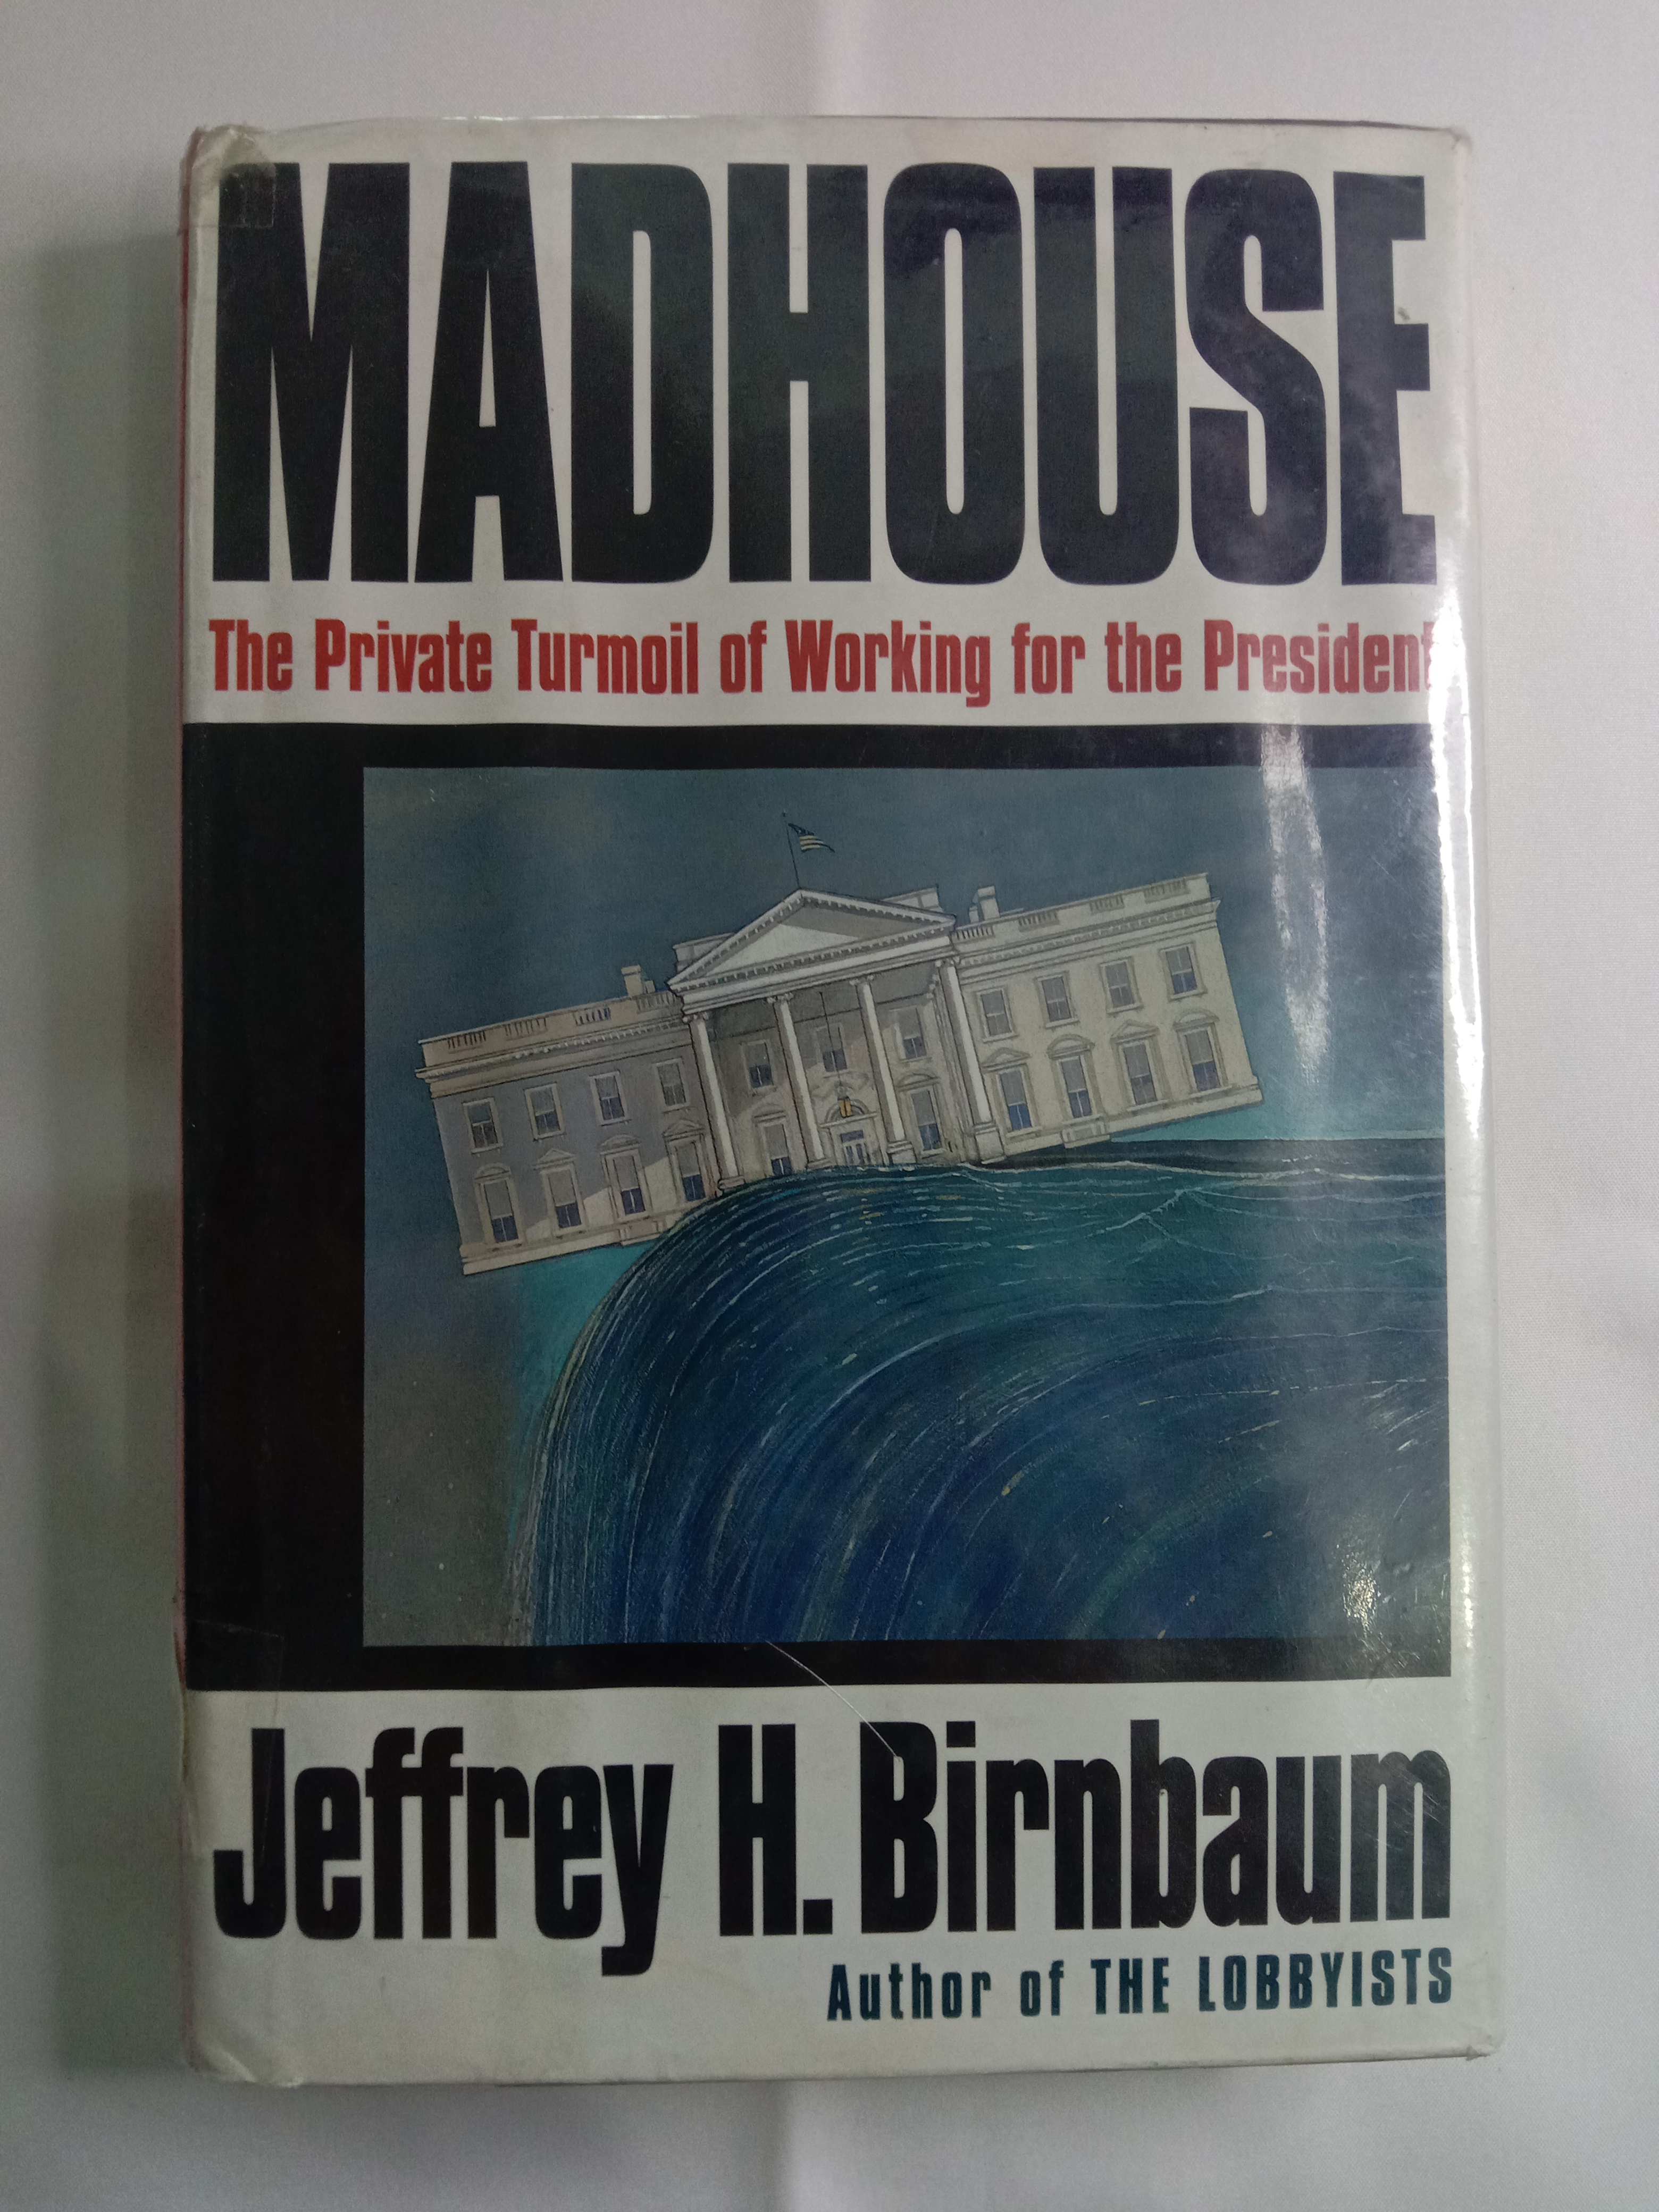 MADHOUSE
The Private Turmoil of Working for the President
Jeffrey H. Birnbaum
Author of THE LOBBYISTS